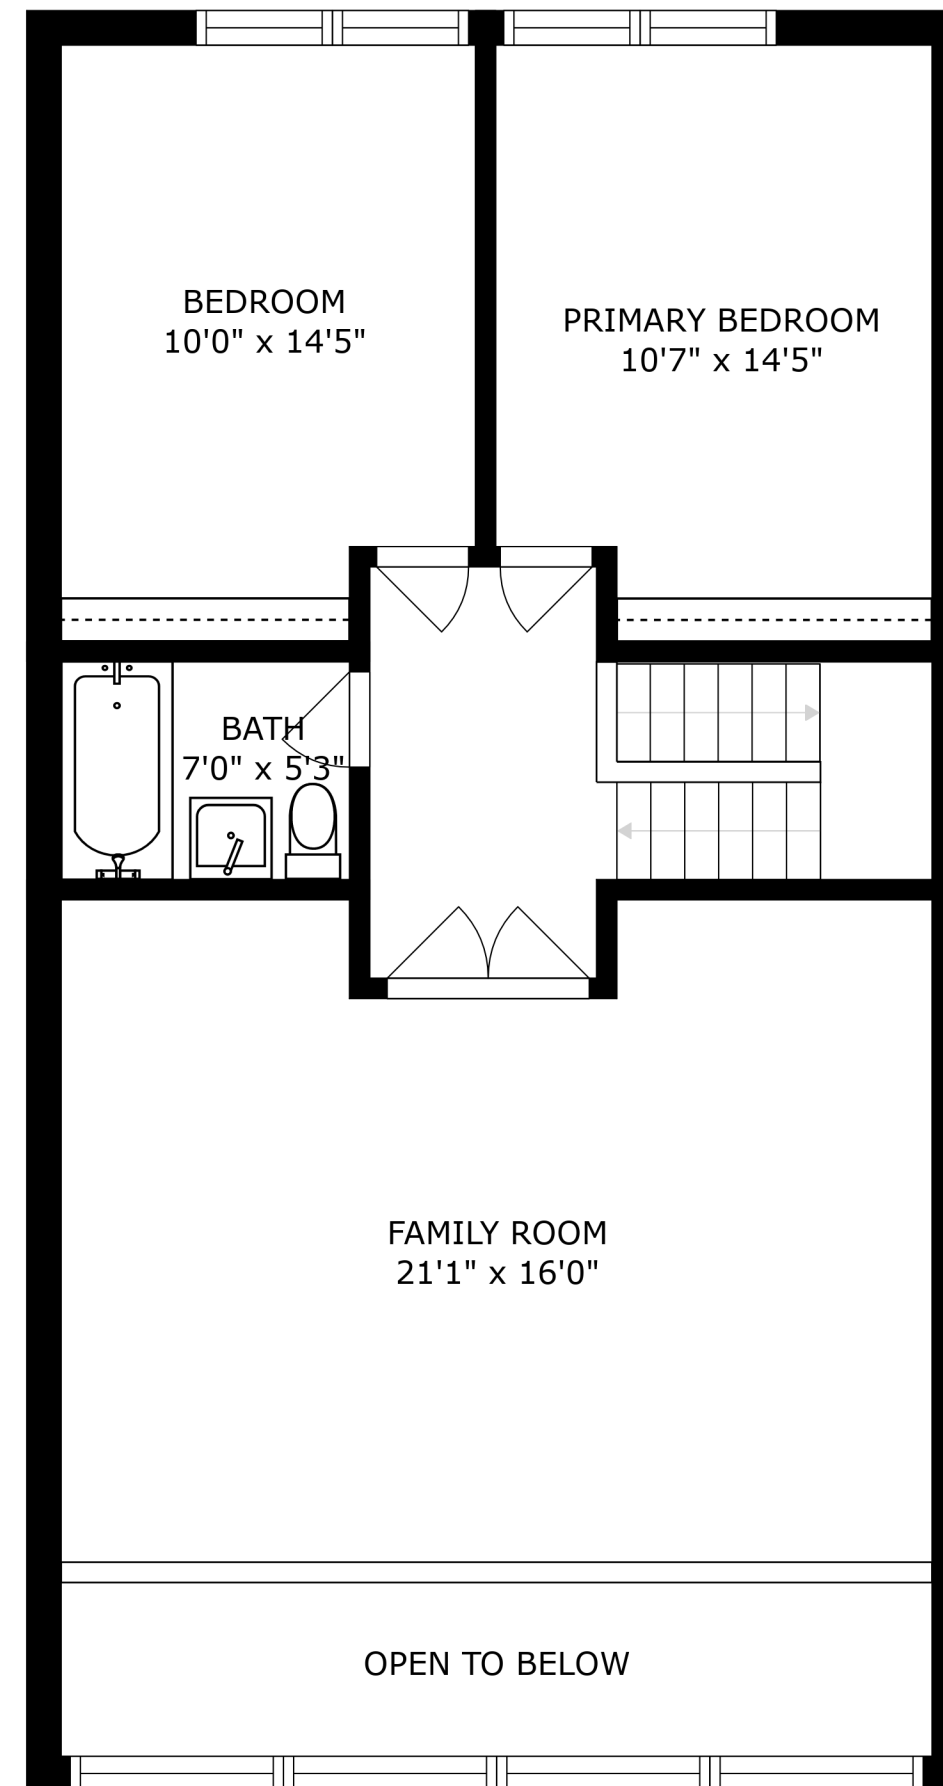 BEDROOM
10'0" x 14'5"
PRIMARY BEDROOM
10'7" x 14'5"
BATH
7'0" x 5'3"
FAMILY ROOM
21'1" x 16'0"
OPEN TO BELOW